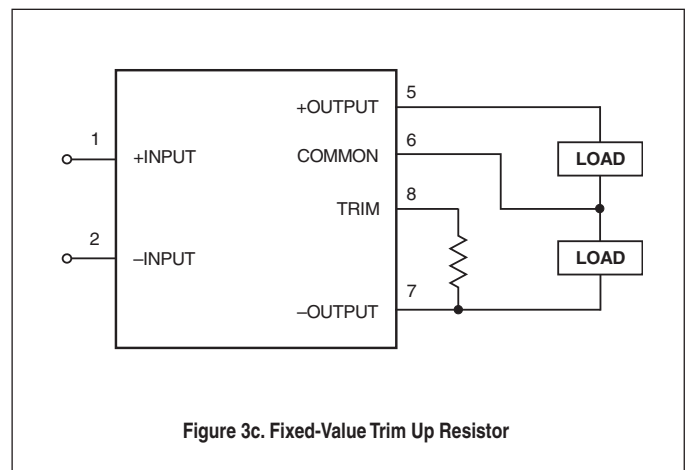 5
+OUTPUT
1
6
+INPUT
COMMON
LOAD
8
TRIM
2
–INPUT
LOAD
7
–OUTPUT
Figure 3c. Fixed-Value Trim Up Resistor